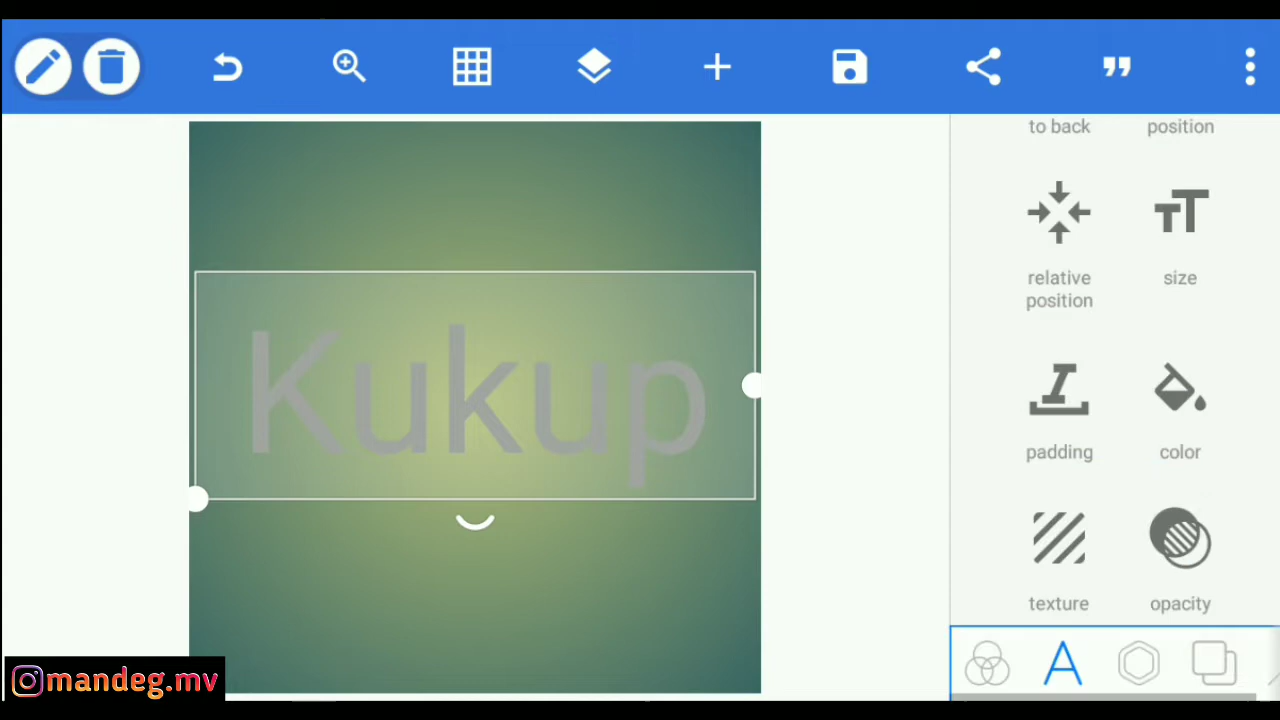 to back
position
relative
position
size
padding
color
texture
opacity
Kukup
mandeg.mv